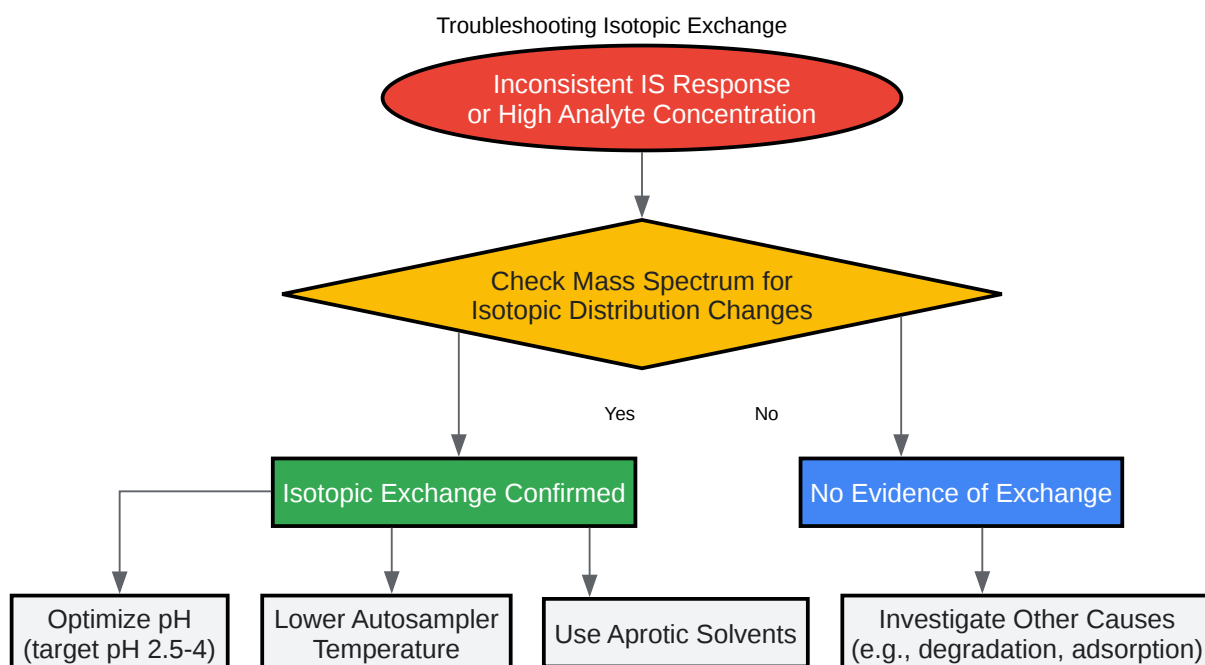 Troubleshooting Isotopic Exchange
Inconsistent IS Response
or High Analyte Concentration
Check Mass Spectrum for
Isotopic Distribution Changes
Yes
No
Isotopic Exchange Confirmed
No Evidence of Exchange
Optimize pH
(target pH 2.5-4)
Lower Autosampler
Temperature
Use Aprotic Solvents
Investigate Other Causes
(e.g., degradation, adsorption)